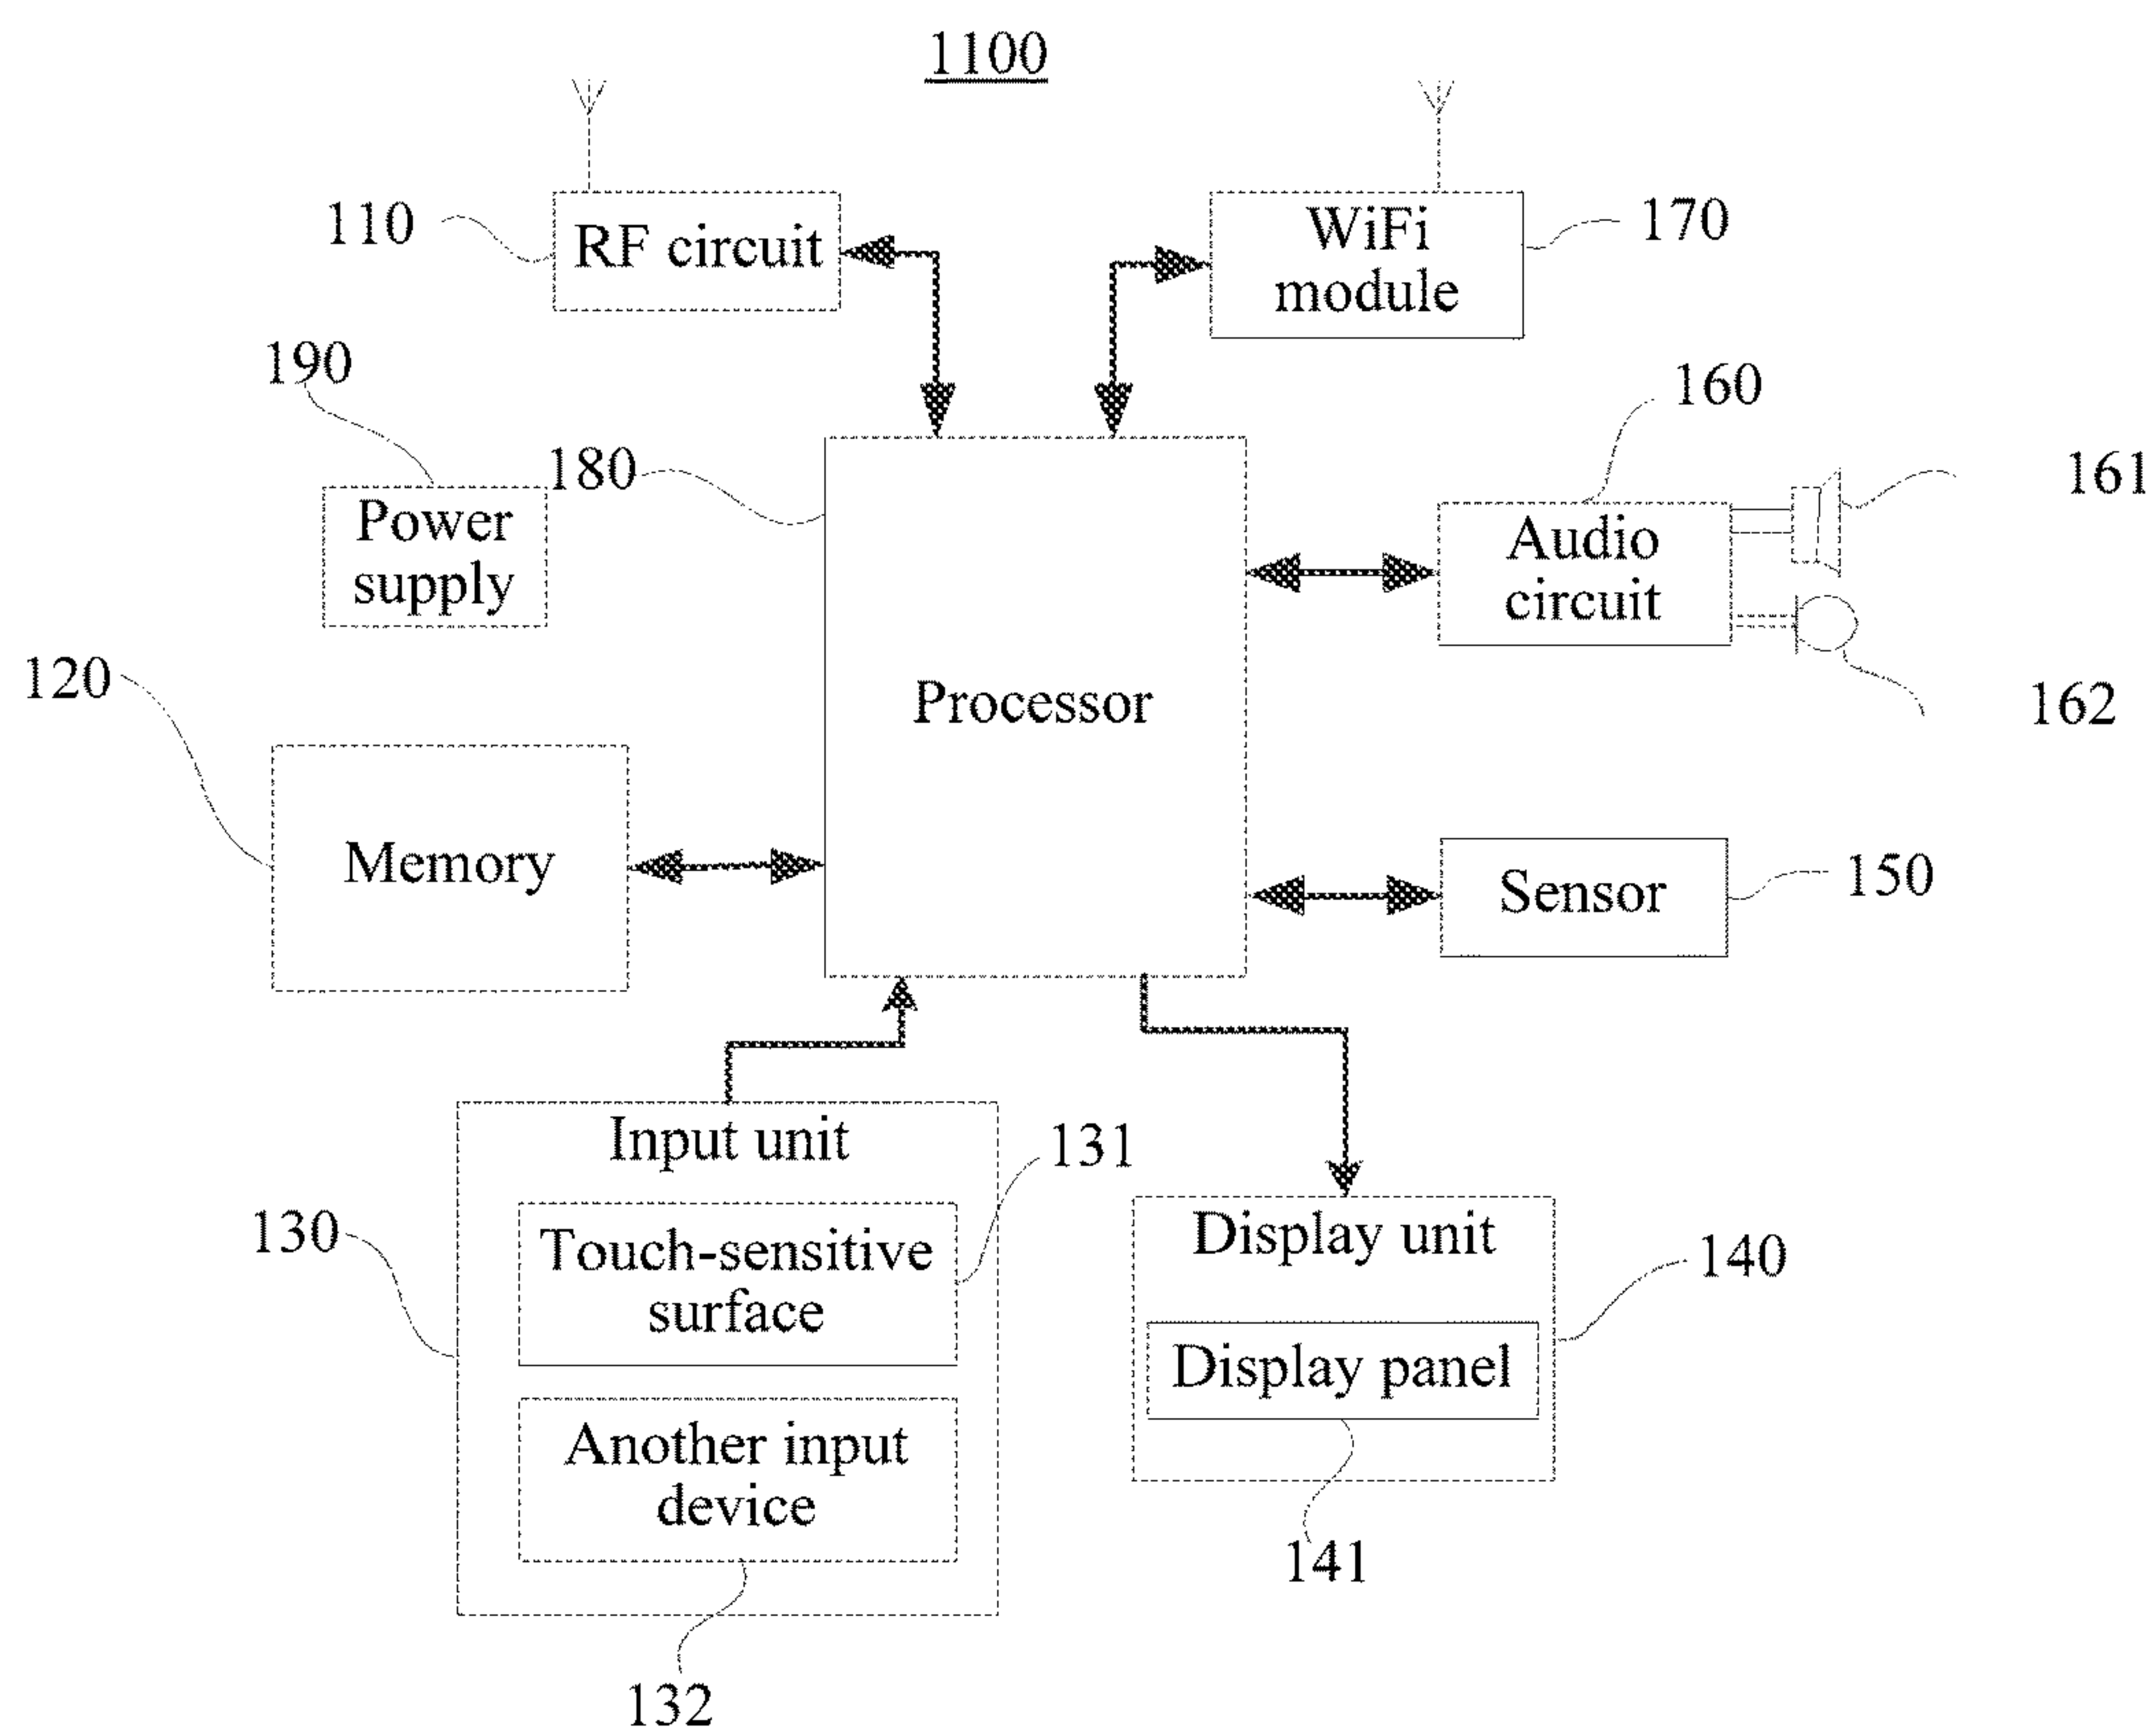 1100
110
RF circuit
WiFi
module
170
190
160
180
161
Power
supply
Audio
circuit
120
Processor
162
Memory
Sensor
150
Input unit
131
130
Touch-sensitive
surface
Display unit
140
Display panel
Another input
device
141
132